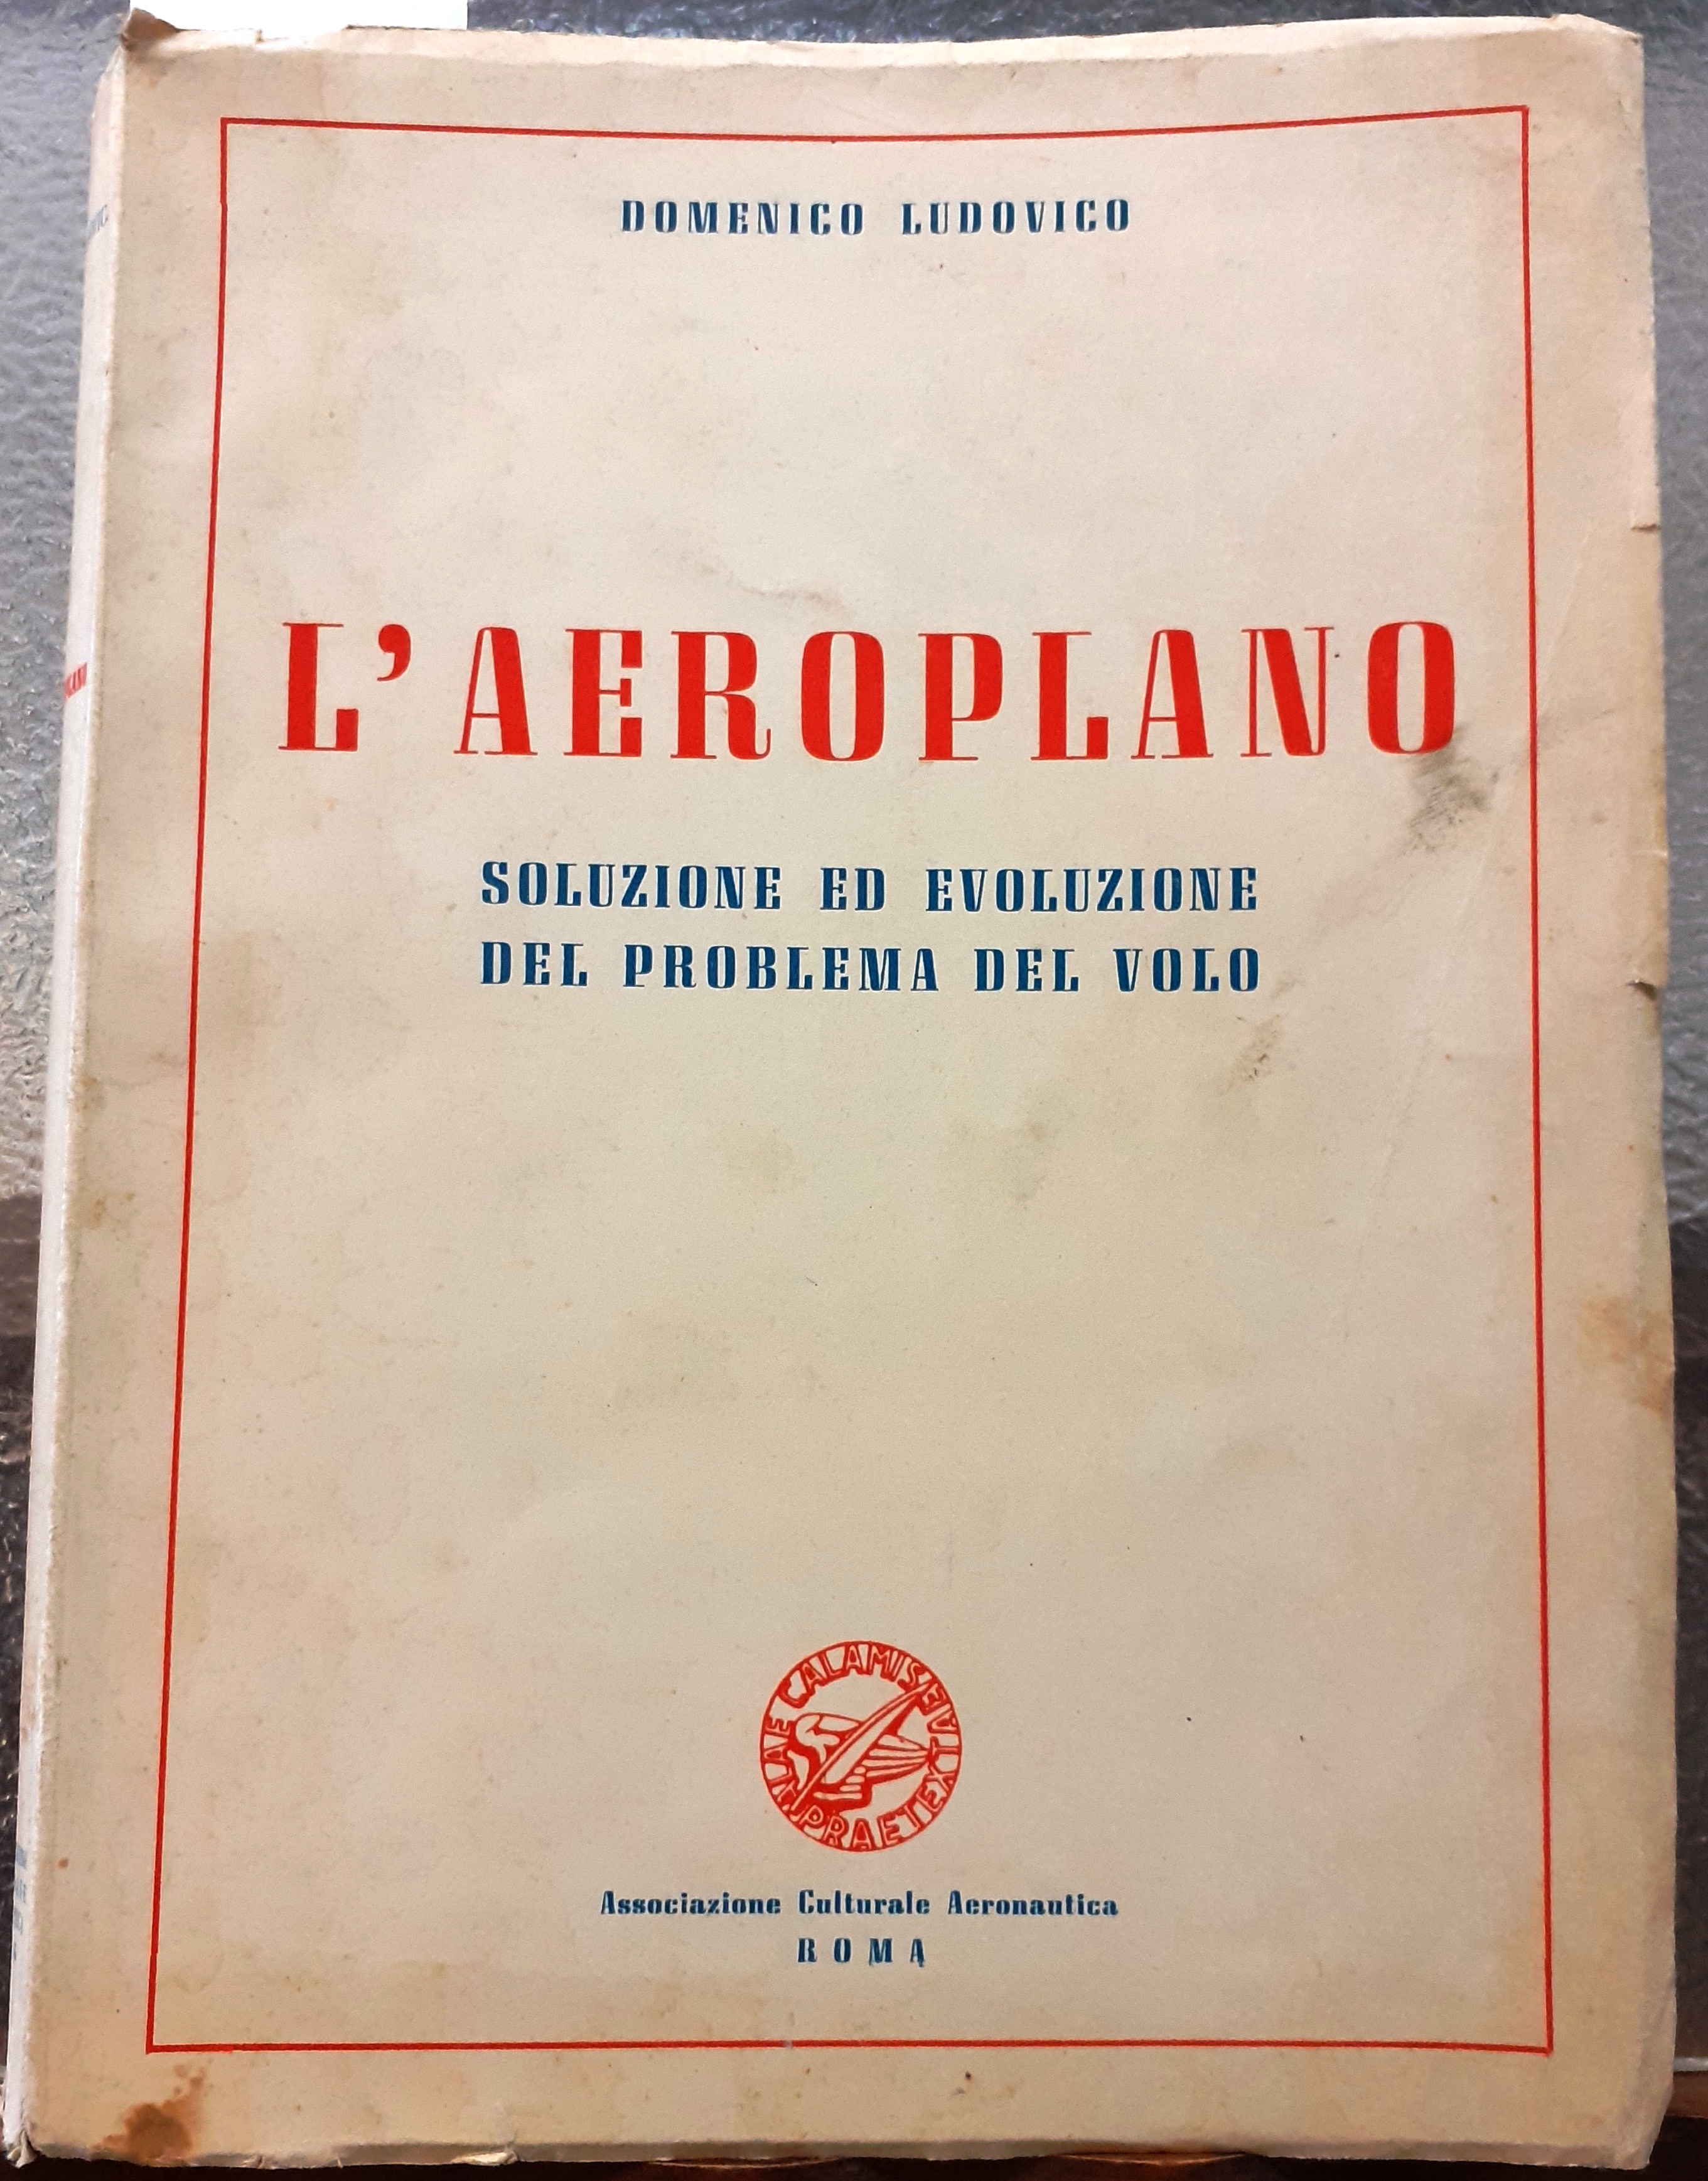 DOMENICO LUDOVICO
L'AEROPLANO
SOLUZIONE ED EVOLUZIONE
DEL PROBLEMA DEL VOLO
CALAMIS
PRAETEXTA
Associazione Culturale Aeronautica
ROMA